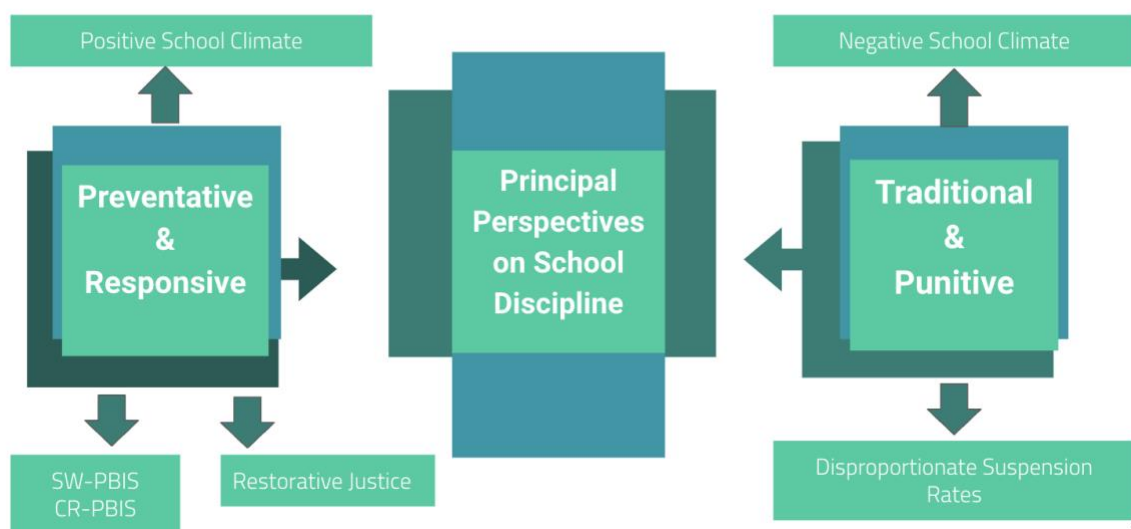 Positive School Climate
Negative School Climate
Preventative
&
Responsive
Principal
Perspectives
on School
Discipline
Traditional
&
Punitive
SW-PBIS
CR-PBIS
Restorative Justice
Disproportionate Suspension
Rates